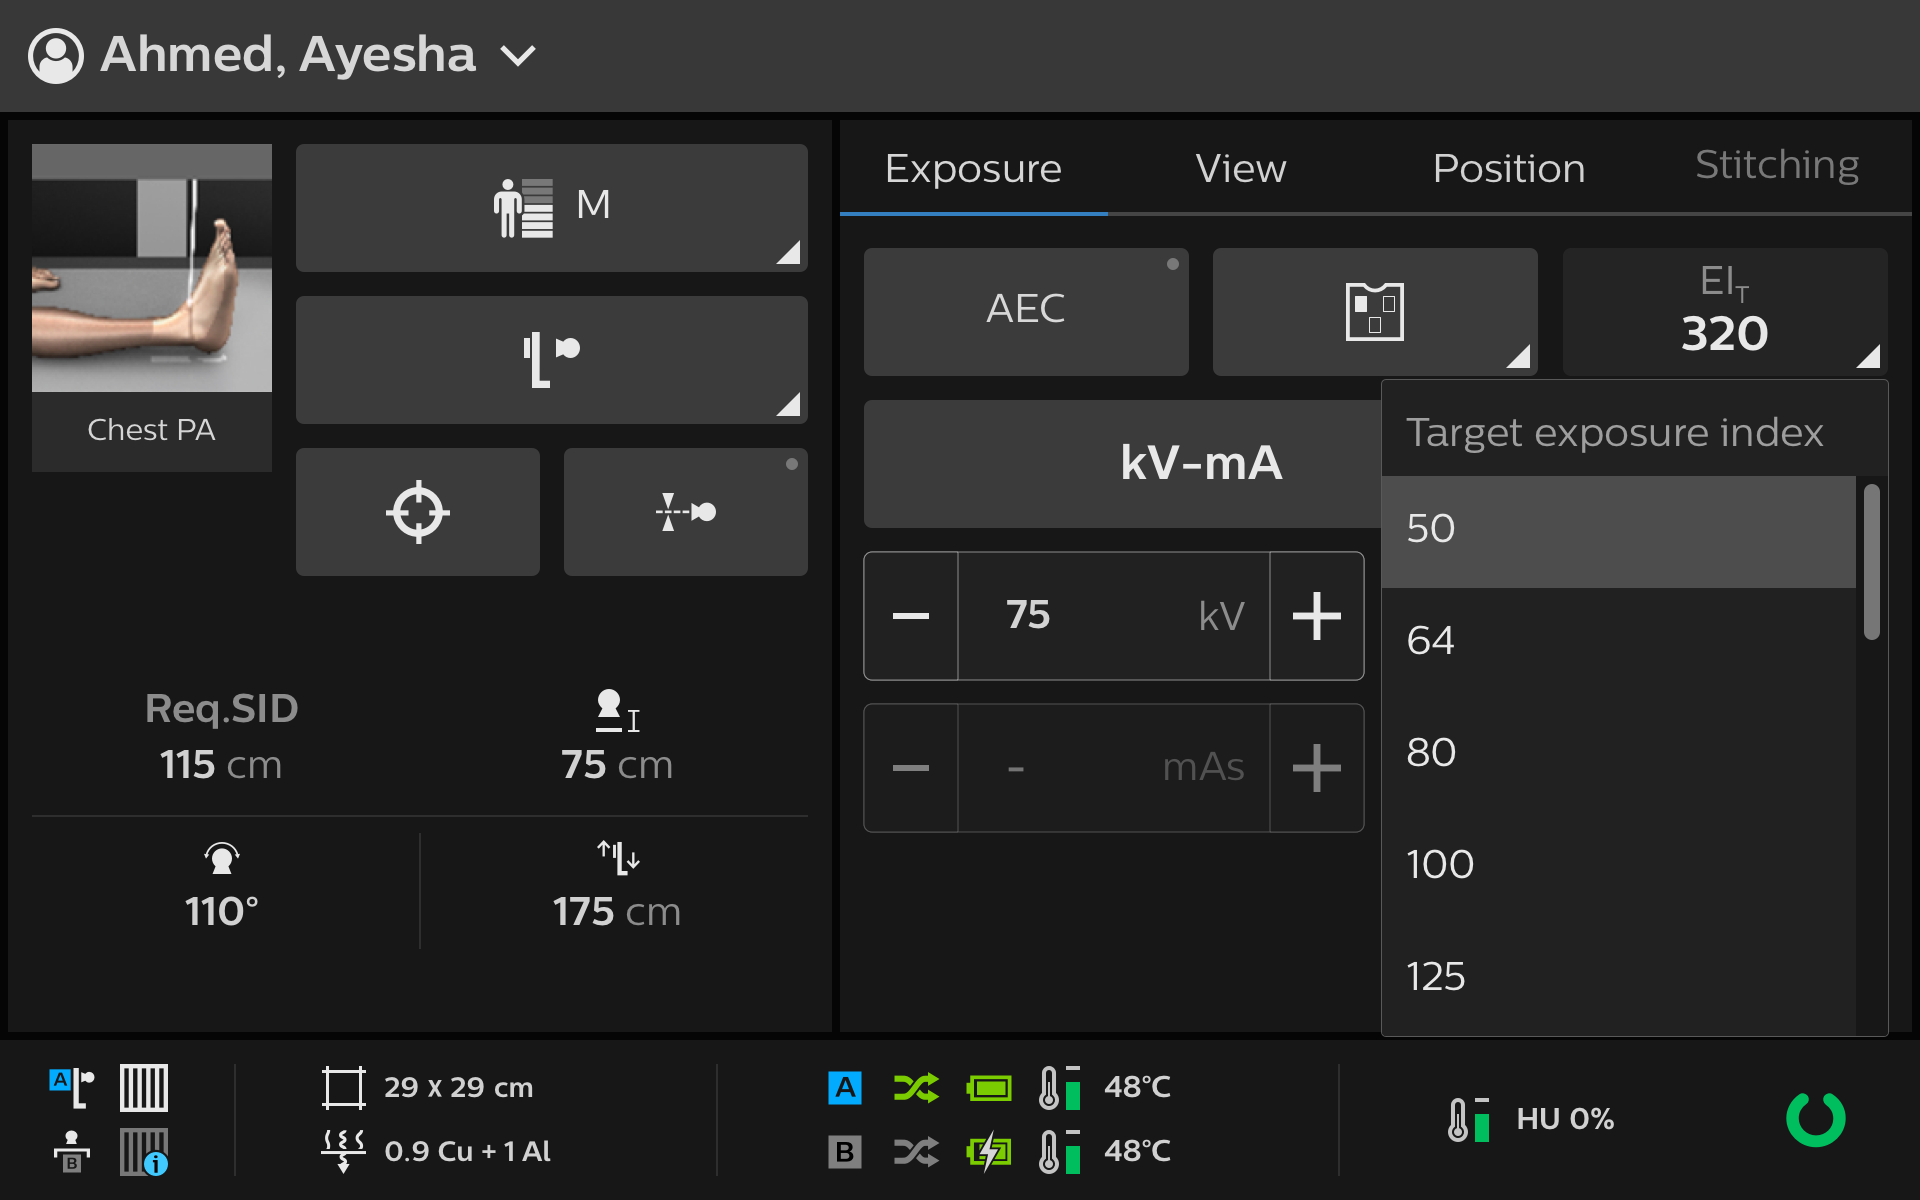 Ahmed, Ayesha
Chest PA
M
Req.SID
115 cm
75 cm
110°
175 cm
Exposure
View
Position
Stitching
AEC
EIT
320
kV-mA
75 kV
- mAs
Target exposure index
50
64
80
100
125
A
B
i
29 x 29 cm
0.9 Cu + 1 Al
A 48°C
B 48°C
HU 0%